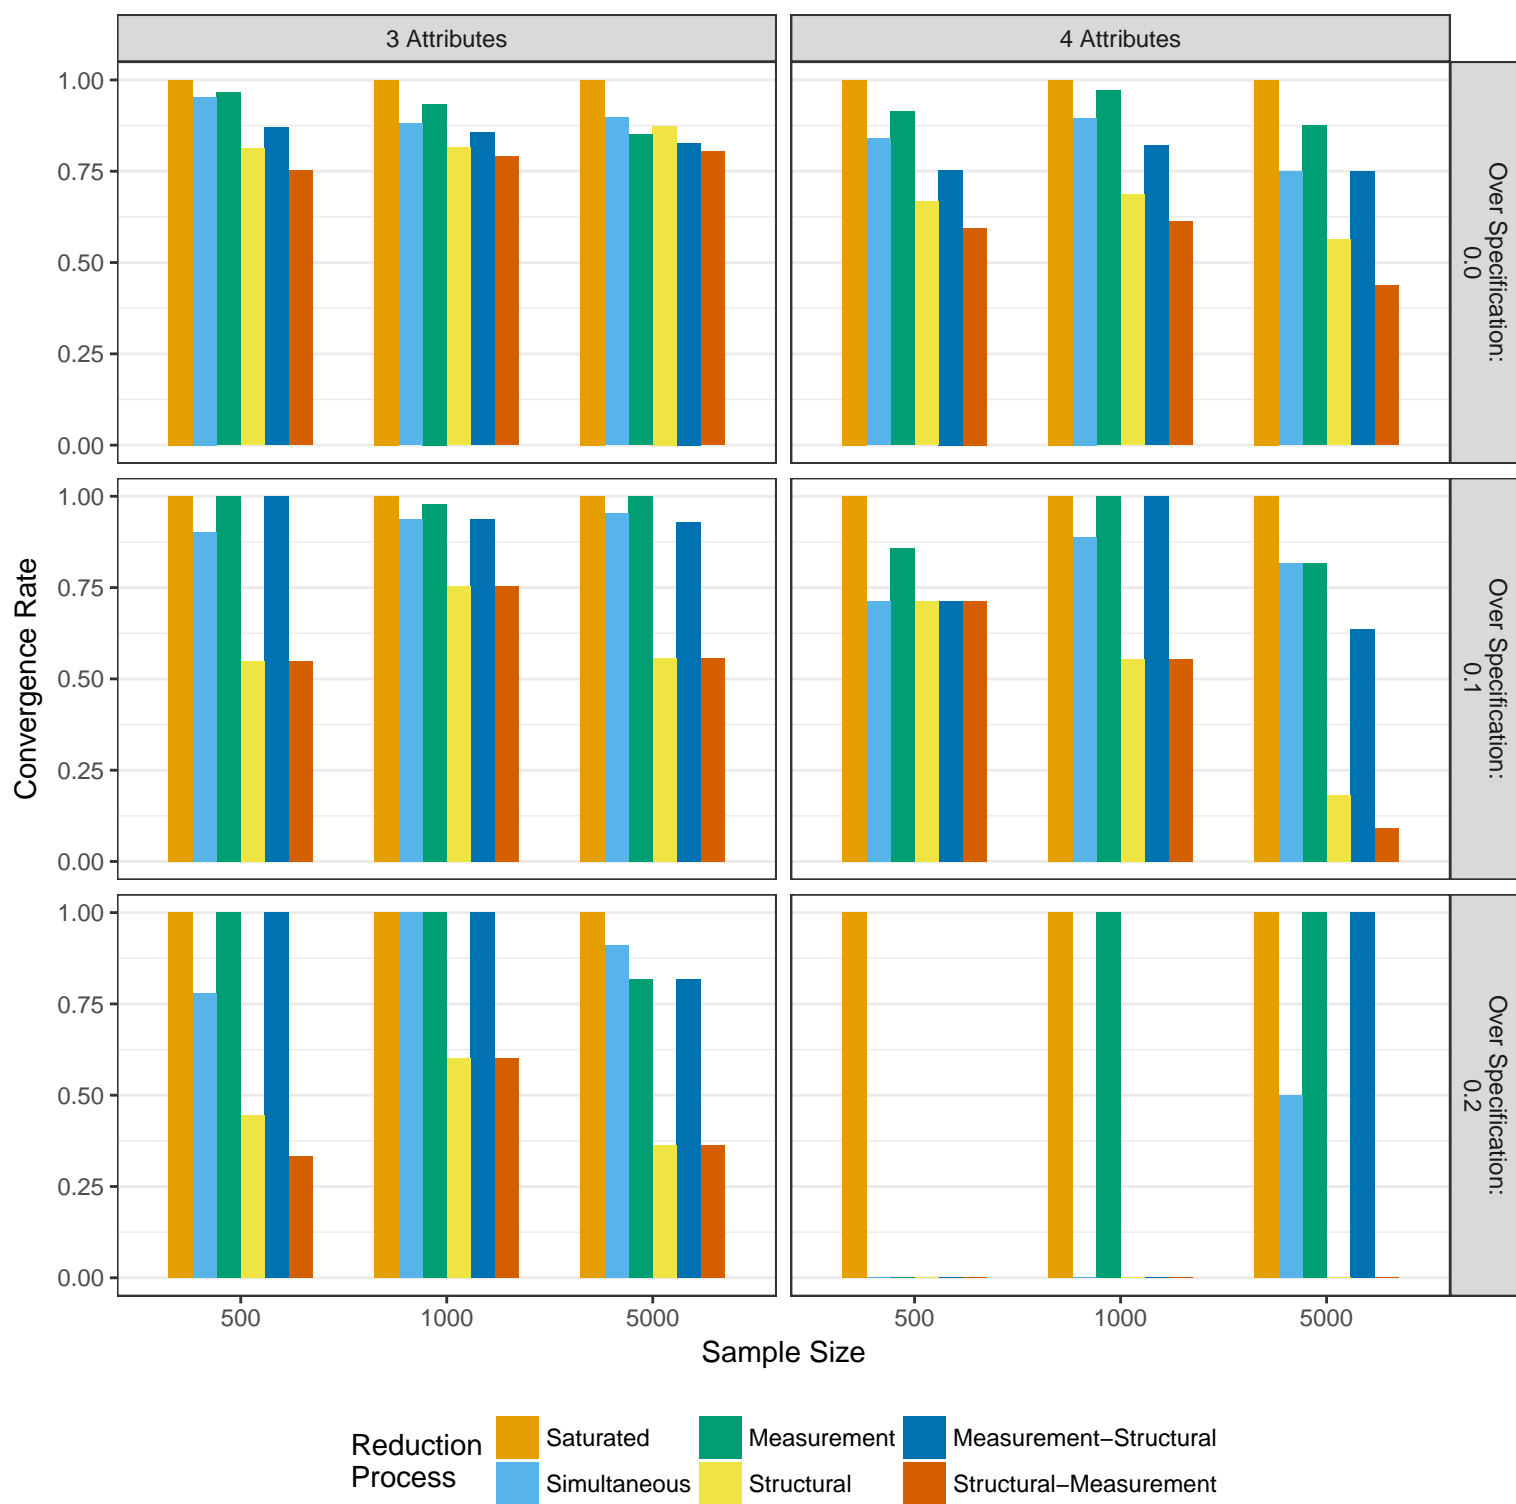 3 Attributes
4 Attributes
1.00
0.75
0.50
0.25
0.00
Over Specification:
0.0
1.00
0.75
0.50
0.25
0.00
Over Specification:
0.1
1.00
0.75
0.50
0.25
0.00
Over Specification:
0.2
Convergence Rate
500
1000
5000
500
1000
5000
Sample Size
Reduction
Process
Saturated
Measurement
Measurement−Structural
Simultaneous
Structural
Structural−Measurement